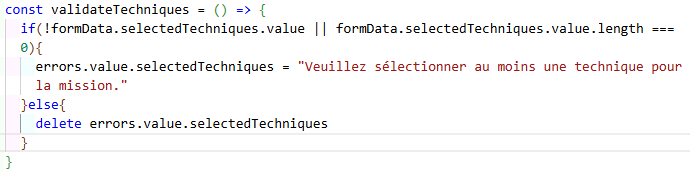 const validateTechniques = () => {
if(!formData.selectedTechniques.value || formData.selectedTechniques.value.length ===
0){
errors.value.selectedTechniques = "Veuillez sélectionner au moins une technique pour
la mission."
}else{
delete errors.value.selectedTechniques
}
}